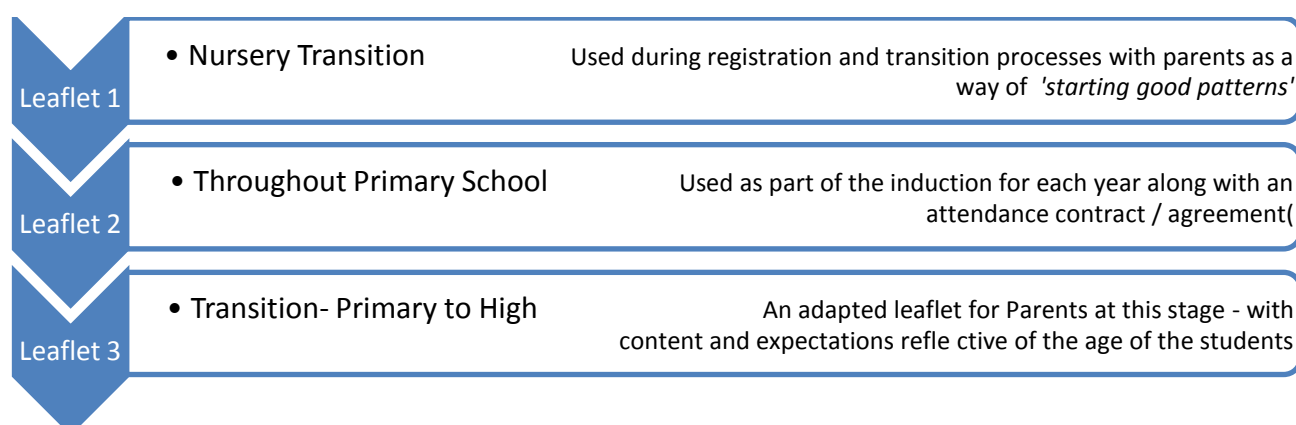 Leaflet 1
• Nursery Transition Used during registration and transition processes with parents as a
way of 'starting good patterns'
Leaflet 2
• Throughout Primary School Used as part of the induction for each year along with an
attendance contract / agreement(
Leaflet 3
• Transition- Primary to High An adapted leaflet for Parents at this stage - with
content and expectations refle ctive of the age of the students